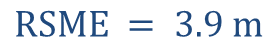 RSME = 3.9 m